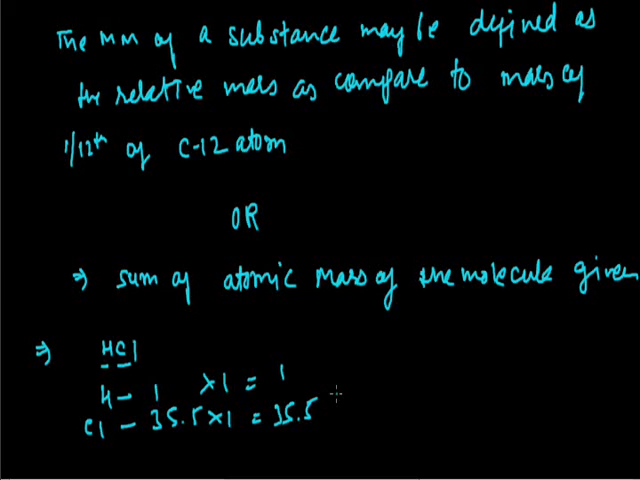 The MM of a substance may be defined as
the relative mass as compare to mass of
1/12th of C-12 atom
OR
⇒ sum of atomic mass of the molecule given
⇒ HCl
H - 1 × 1 = 1
Cl - 35.5 × 1 = 35.5